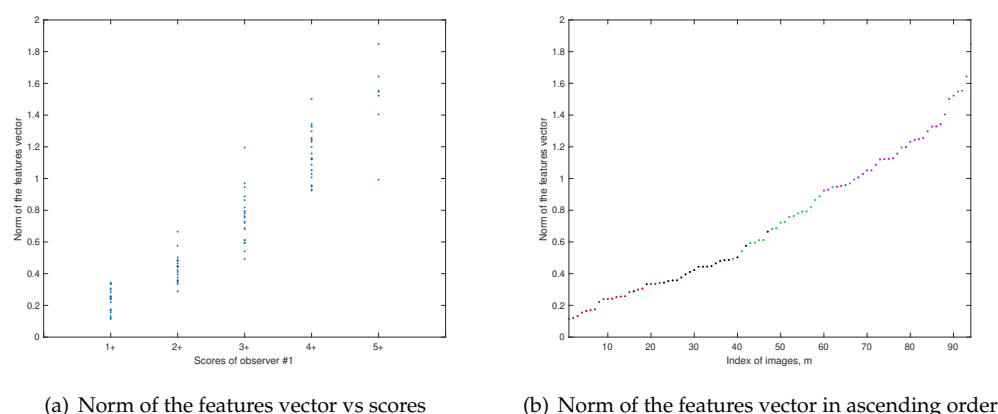 2
1.8
1.6
1.4
1.2
1
0.8
0.6
0.4
0.2
0
Norm of the features vector
1+ 2+ 3+ 4+ 5+
Scores of observer #1
(a) Norm of the features vector vs scores
2
1.8
1.6
1.4
1.2
1
0.8
0.6
0.4
0.2
0
Norm of the features vector
10 20 30 40 50 60 70 80 90
Index of images, m
(b) Norm of the features vector in ascending order